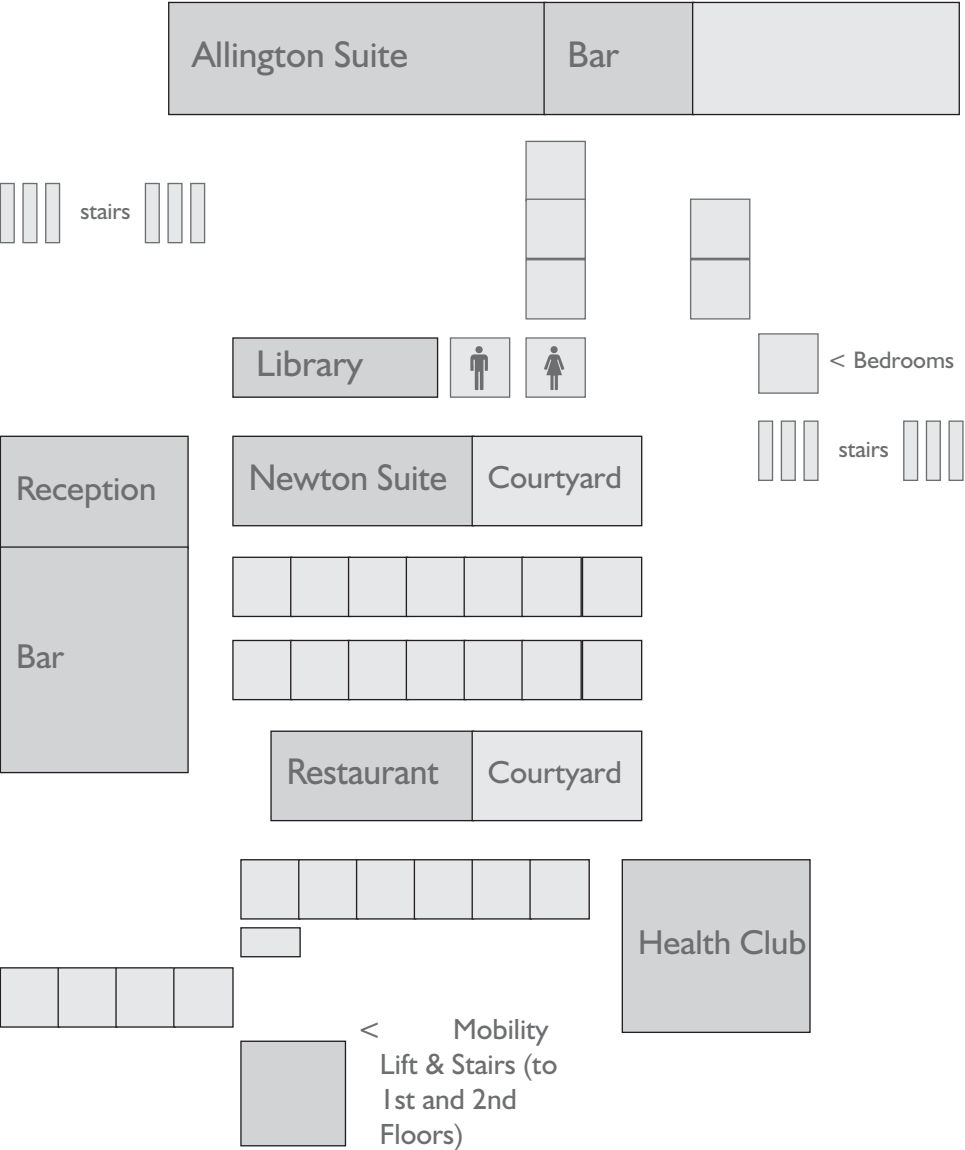 Allington Suite
Bar
stairs
Library
< Bedrooms
stairs
Reception
Newton Suite
Courtyard
Bar
Restaurant
Courtyard
Health Club
< Mobility
Lift & Stairs (to
1st and 2nd
Floors)